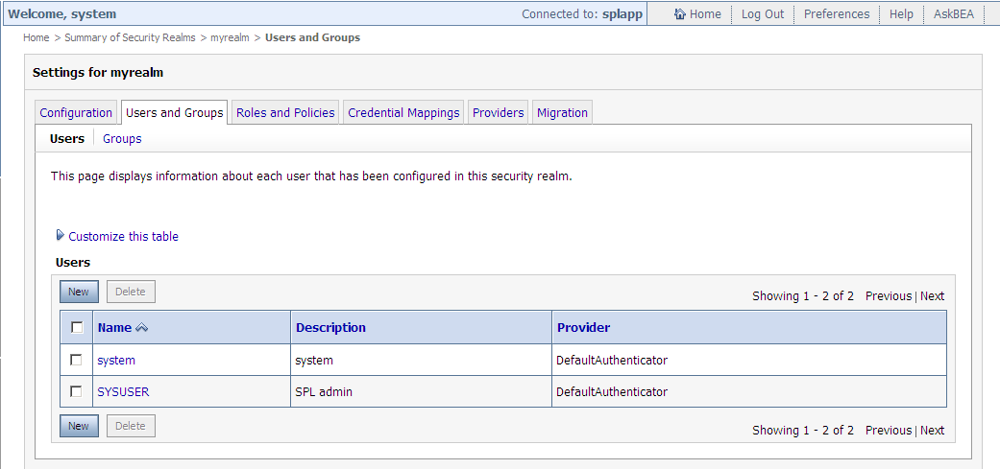 Welcome, system Connected to: splapp Home Log Out Preferences Help AskBEA
Home > Summary of Security Realms > myrealm > Users and Groups
Settings for myrealm
Configuration Users and Groups Roles and Policies Credential Mappings Providers Migration
Users Groups
This page displays information about each user that has been configured in this security realm.
Customize this table
Users
New Delete Showing 1 - 2 of 2 Previous | Next
Name Description Provider
system system DefaultAuthenticator
SYSUSER SPL admin DefaultAuthenticator
New Delete Showing 1 - 2 of 2 Previous | Next